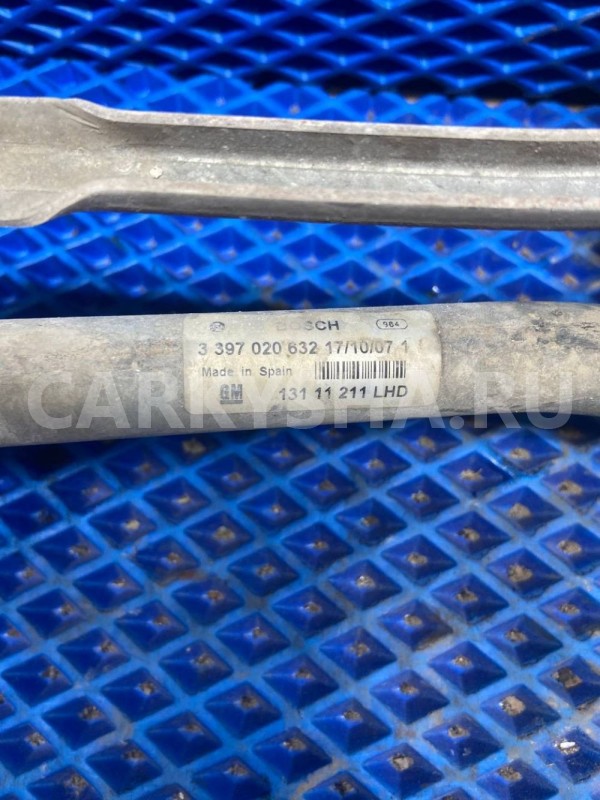 BOSCH 984
3 397 020 632 17/10/07 1
Made in Spain
GM 131 11 211 LHD
CARKYSHA.RU